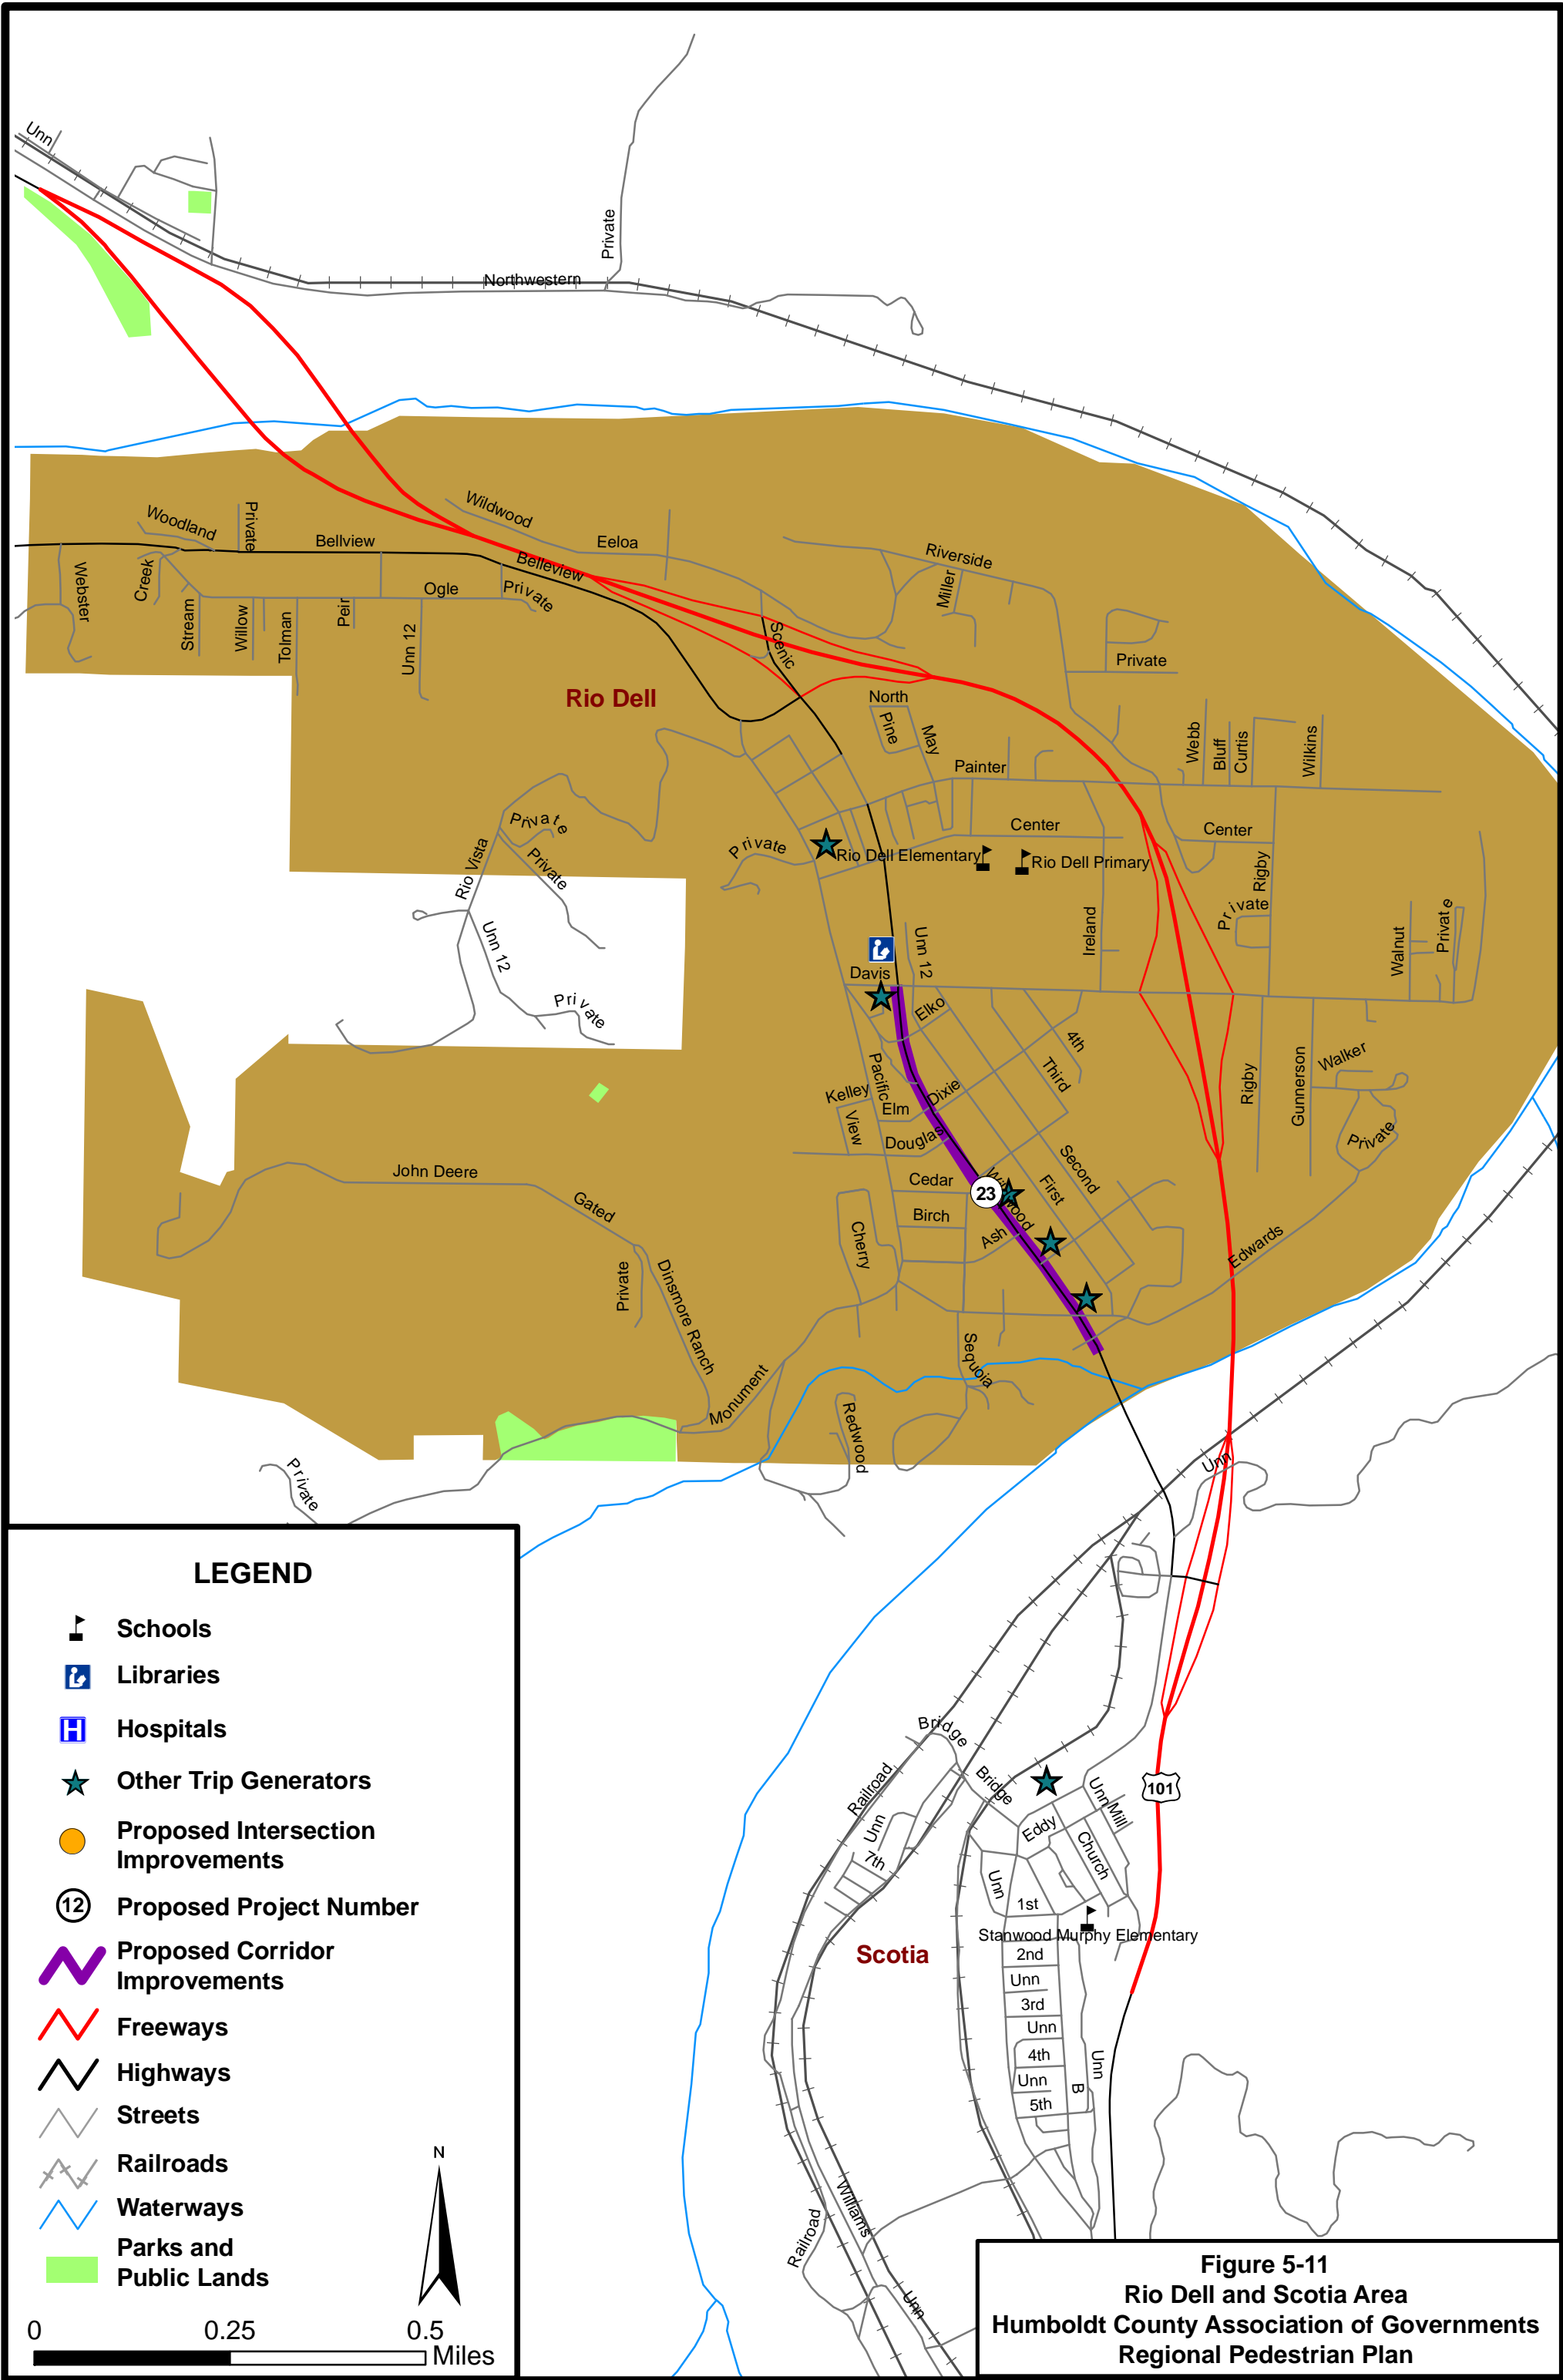 Unn
Private
Northwestern
Woodland
Private
Bellview
Wildwood
Eeloa
Belleview
Riverside
Miller
Webster
Creek
Stream
Willow
Tolman
Peir
Ogle
Private
Unn 12
Scenic
Private
Rio Dell
North
Pine
May
Painter
Webb
Bluff
Curtis
Wilkins
Center
Center
Rio Vista
Private
Private
Private
Rio Dell Elementary
Rio Dell Primary
Rigby
Private
Ireland
Walnut
Private
Unn 12
Private
Unn 12
Davis
Elko
4th
Third
Pacific
Dixie
Kelley
Elm
View
Douglas
Rigby
Gunnerson
Walker
Private
John Deere
Gated
Cedar
Birch
23
Wildwood
First
Second
Ash
Cherry
Edwards
Private
Dinsmore Ranch
Monument
Sequoia
Redwood
Private
Unn
Bridge
Bridge
Railroad
Unn
7th
Unn
Mill
101
Eddy
Church
Unn
1st
Stanwood Murphy Elementary
Scotia
2nd
Unn
3rd
Unn
4th
Unn
Unn
B
5th
Williams
Railroad
Unn
LEGEND
Schools
Libraries
H
Hospitals
Other Trip Generators
Proposed Intersection
Improvements
12
Proposed Project Number
Proposed Corridor
Improvements
Freeways
Highways
Streets
Railroads
Waterways
Parks and
Public Lands
N
0 0.25 0.5
Miles
Figure 5-11
Rio Dell and Scotia Area
Humboldt County Association of Governments
Regional Pedestrian Plan